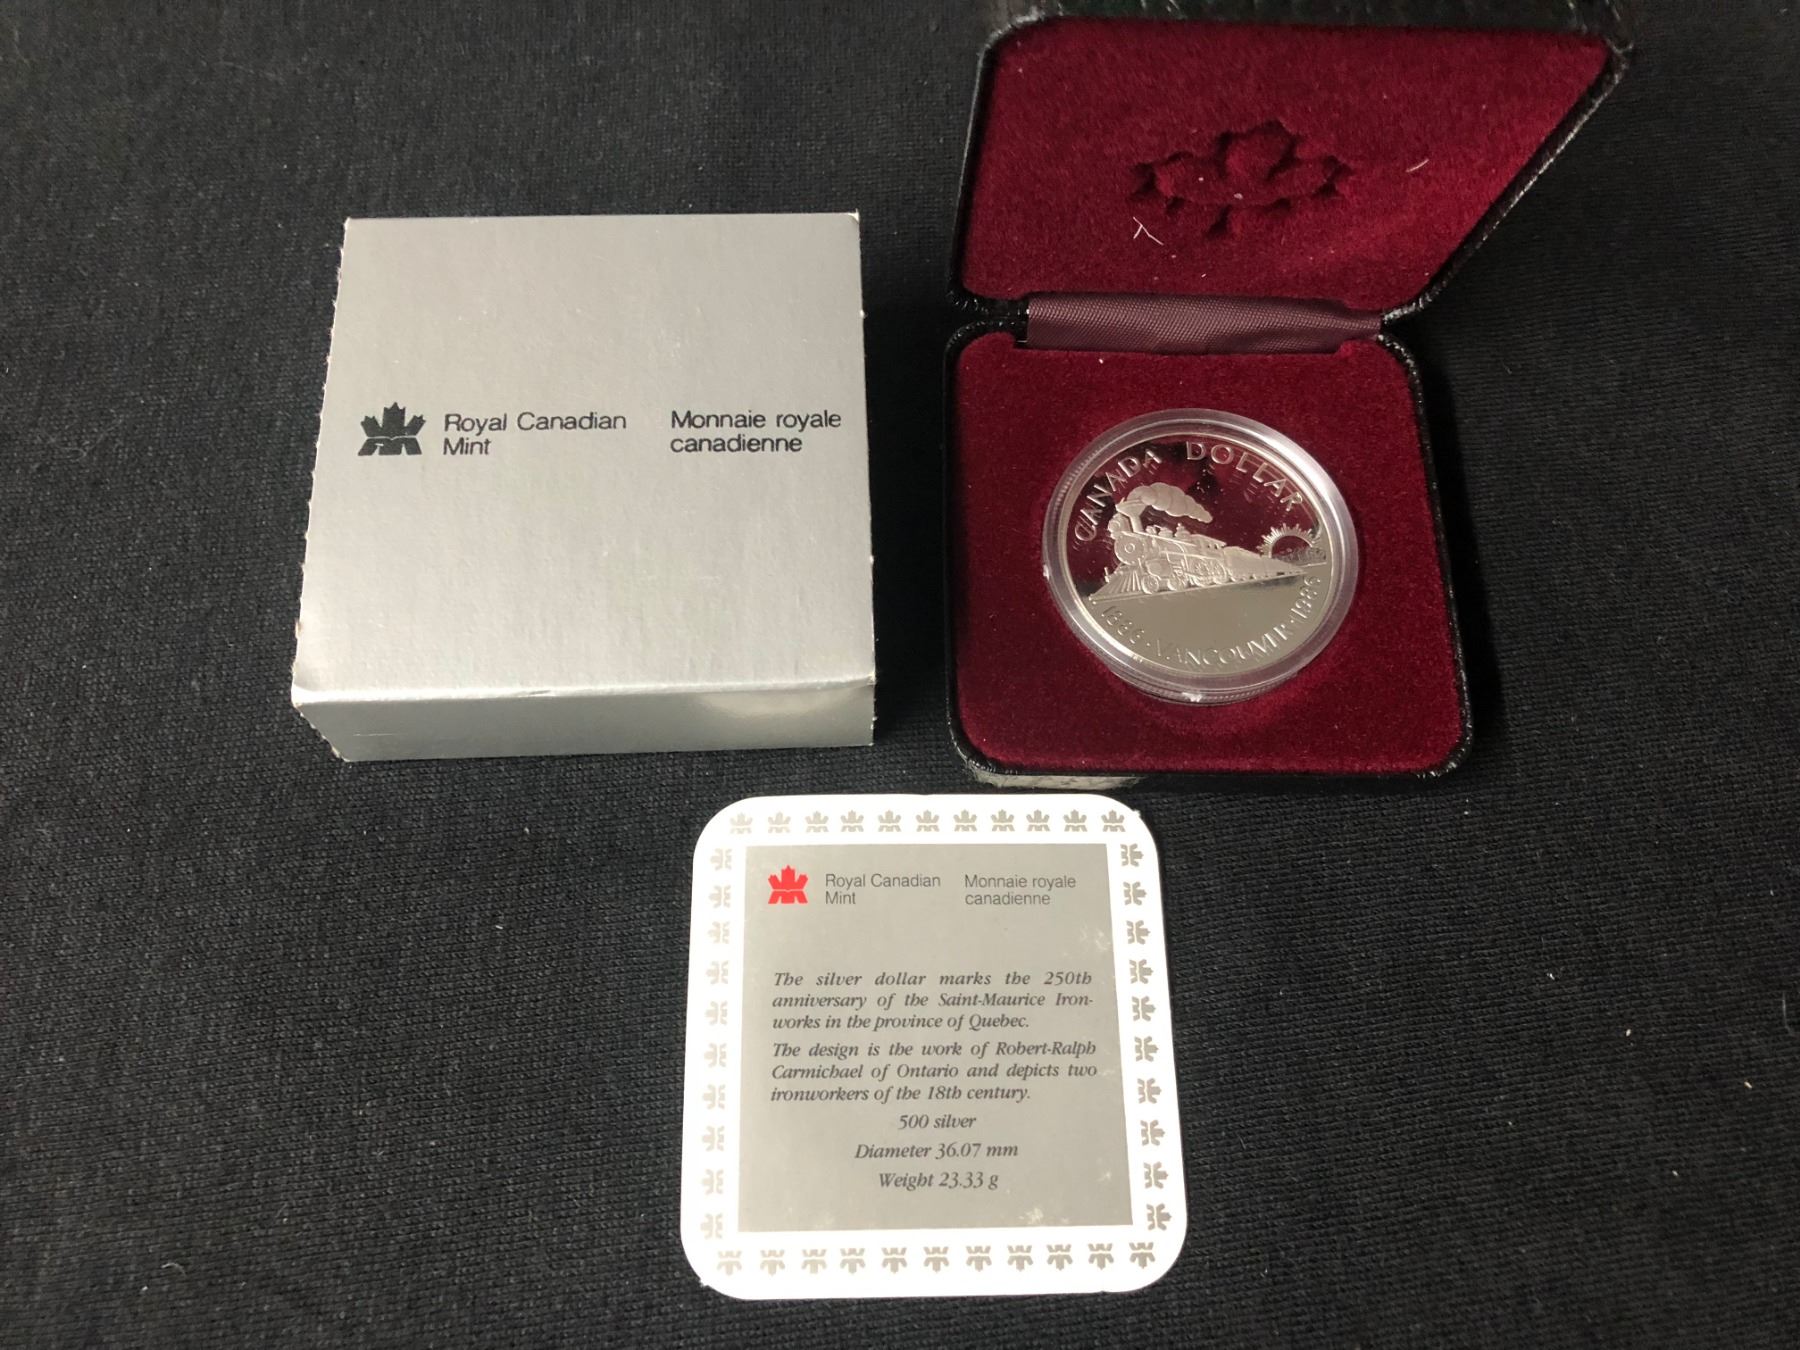 Royal Canadian
Mint
Monnaie royale
canadienne
CANADA DOLLAR
1886 · VANCOUVER · 1986
Royal Canadian
Mint
Monnaie royale
canadienne
The silver dollar marks the 250th
anniversary of the Saint-Maurice Iron-
works in the province of Quebec.
The design is the work of Robert-Ralph
Carmichael of Ontario and depicts two
ironworkers of the 18th century.
500 silver
Diameter 36.07 mm
Weight 23.33 g